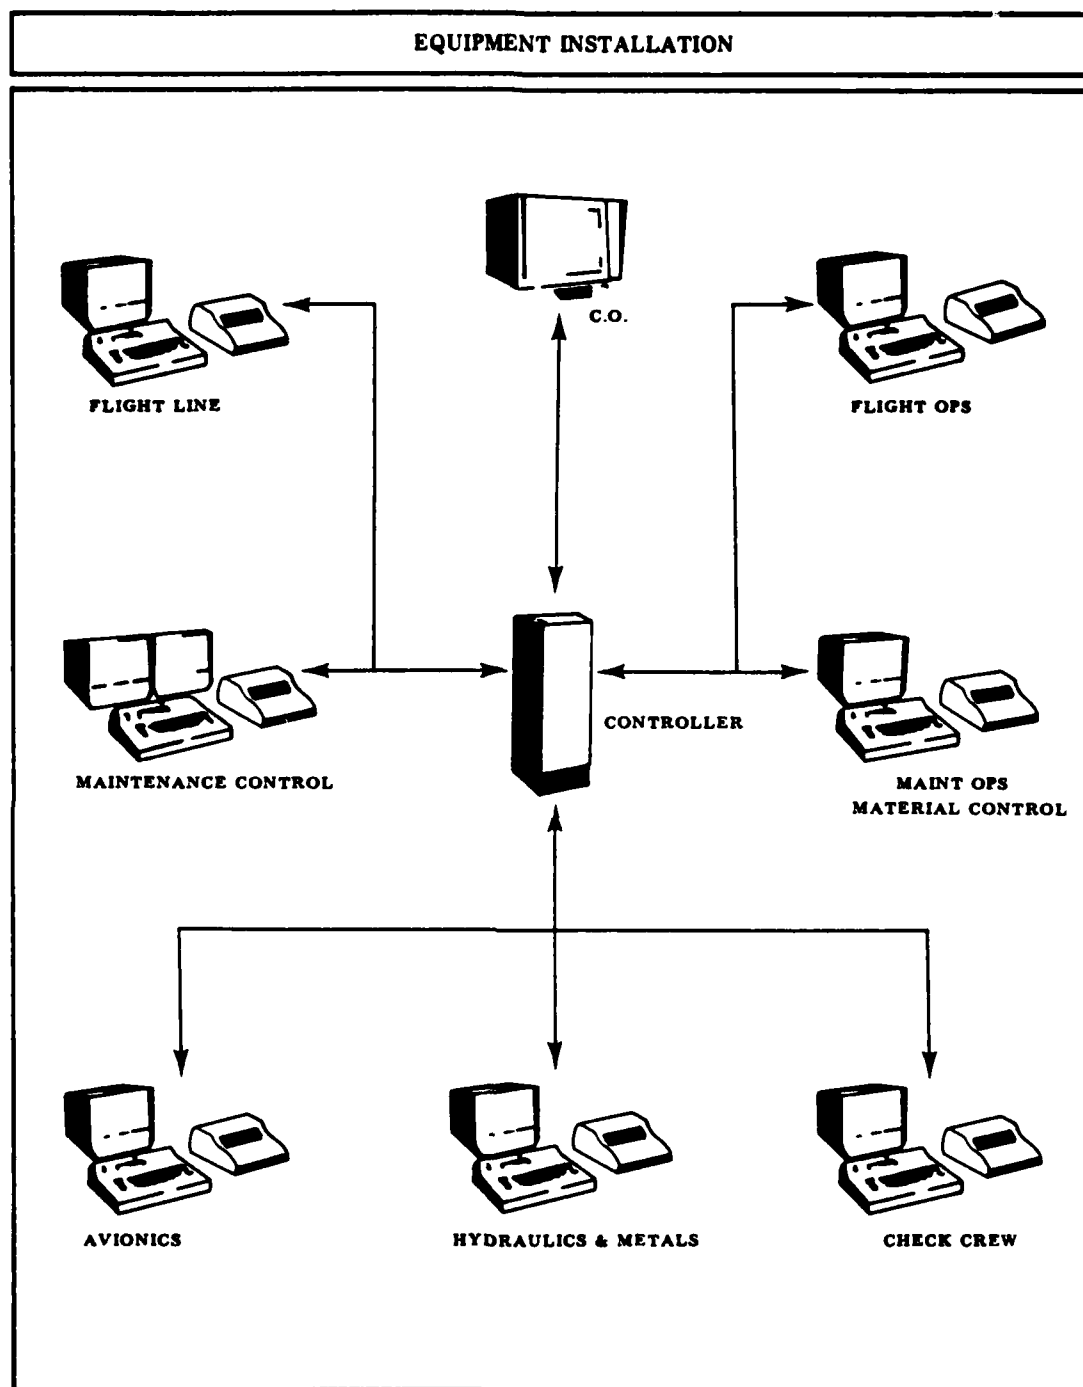 EQUIPMENT INSTALLATION
C.O.
FLIGHT LINE
FLIGHT OPS
CONTROLLER
MAINTENANCE CONTROL
MAINT OPS
MATERIAL CONTROL
AVIONICS
HYDRAULICS & METALS
CHECK CREW